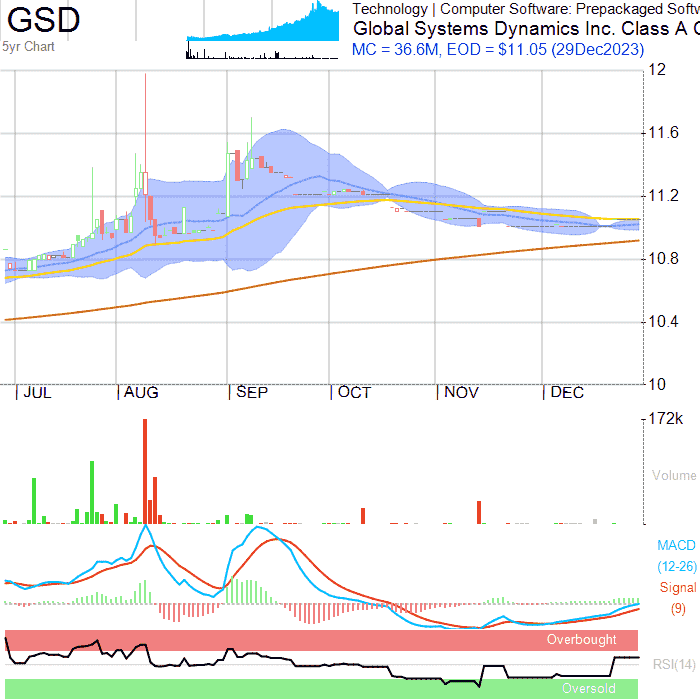 GSD
5yr Chart
Technology | Computer Software: Prepackaged Softw
Global Systems Dynamics Inc. Class A C
MC = 36.6M, EOD = $11.05 (29Dec2023)
12
11.6
11.2
10.8
10.4
10
JUL AUG SEP OCT NOV DEC
172k
Volume
MACD
(12-26)
Signal
(9)
Overbought
RSI(14)
Oversold